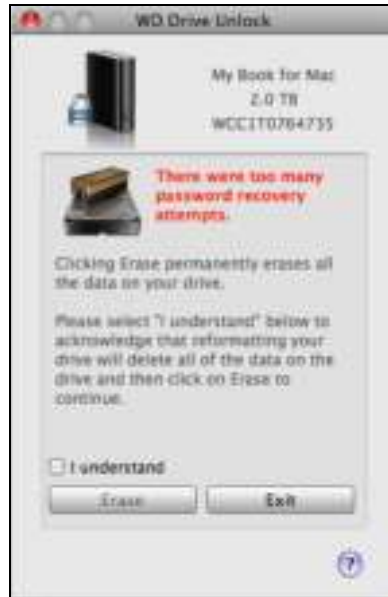 WD Drive Unlock
My Book for Mac
2.0 TB
WCC1T0764735
There were too many
password recovery
attempts.
Clicking Erase permanently erases all
the data on your drive.
Please select "I understand" below to
acknowledge that reformatting your
drive will delete all of the data on the
drive and then click on Erase to
continue.
I understand
Erase
Exit
?